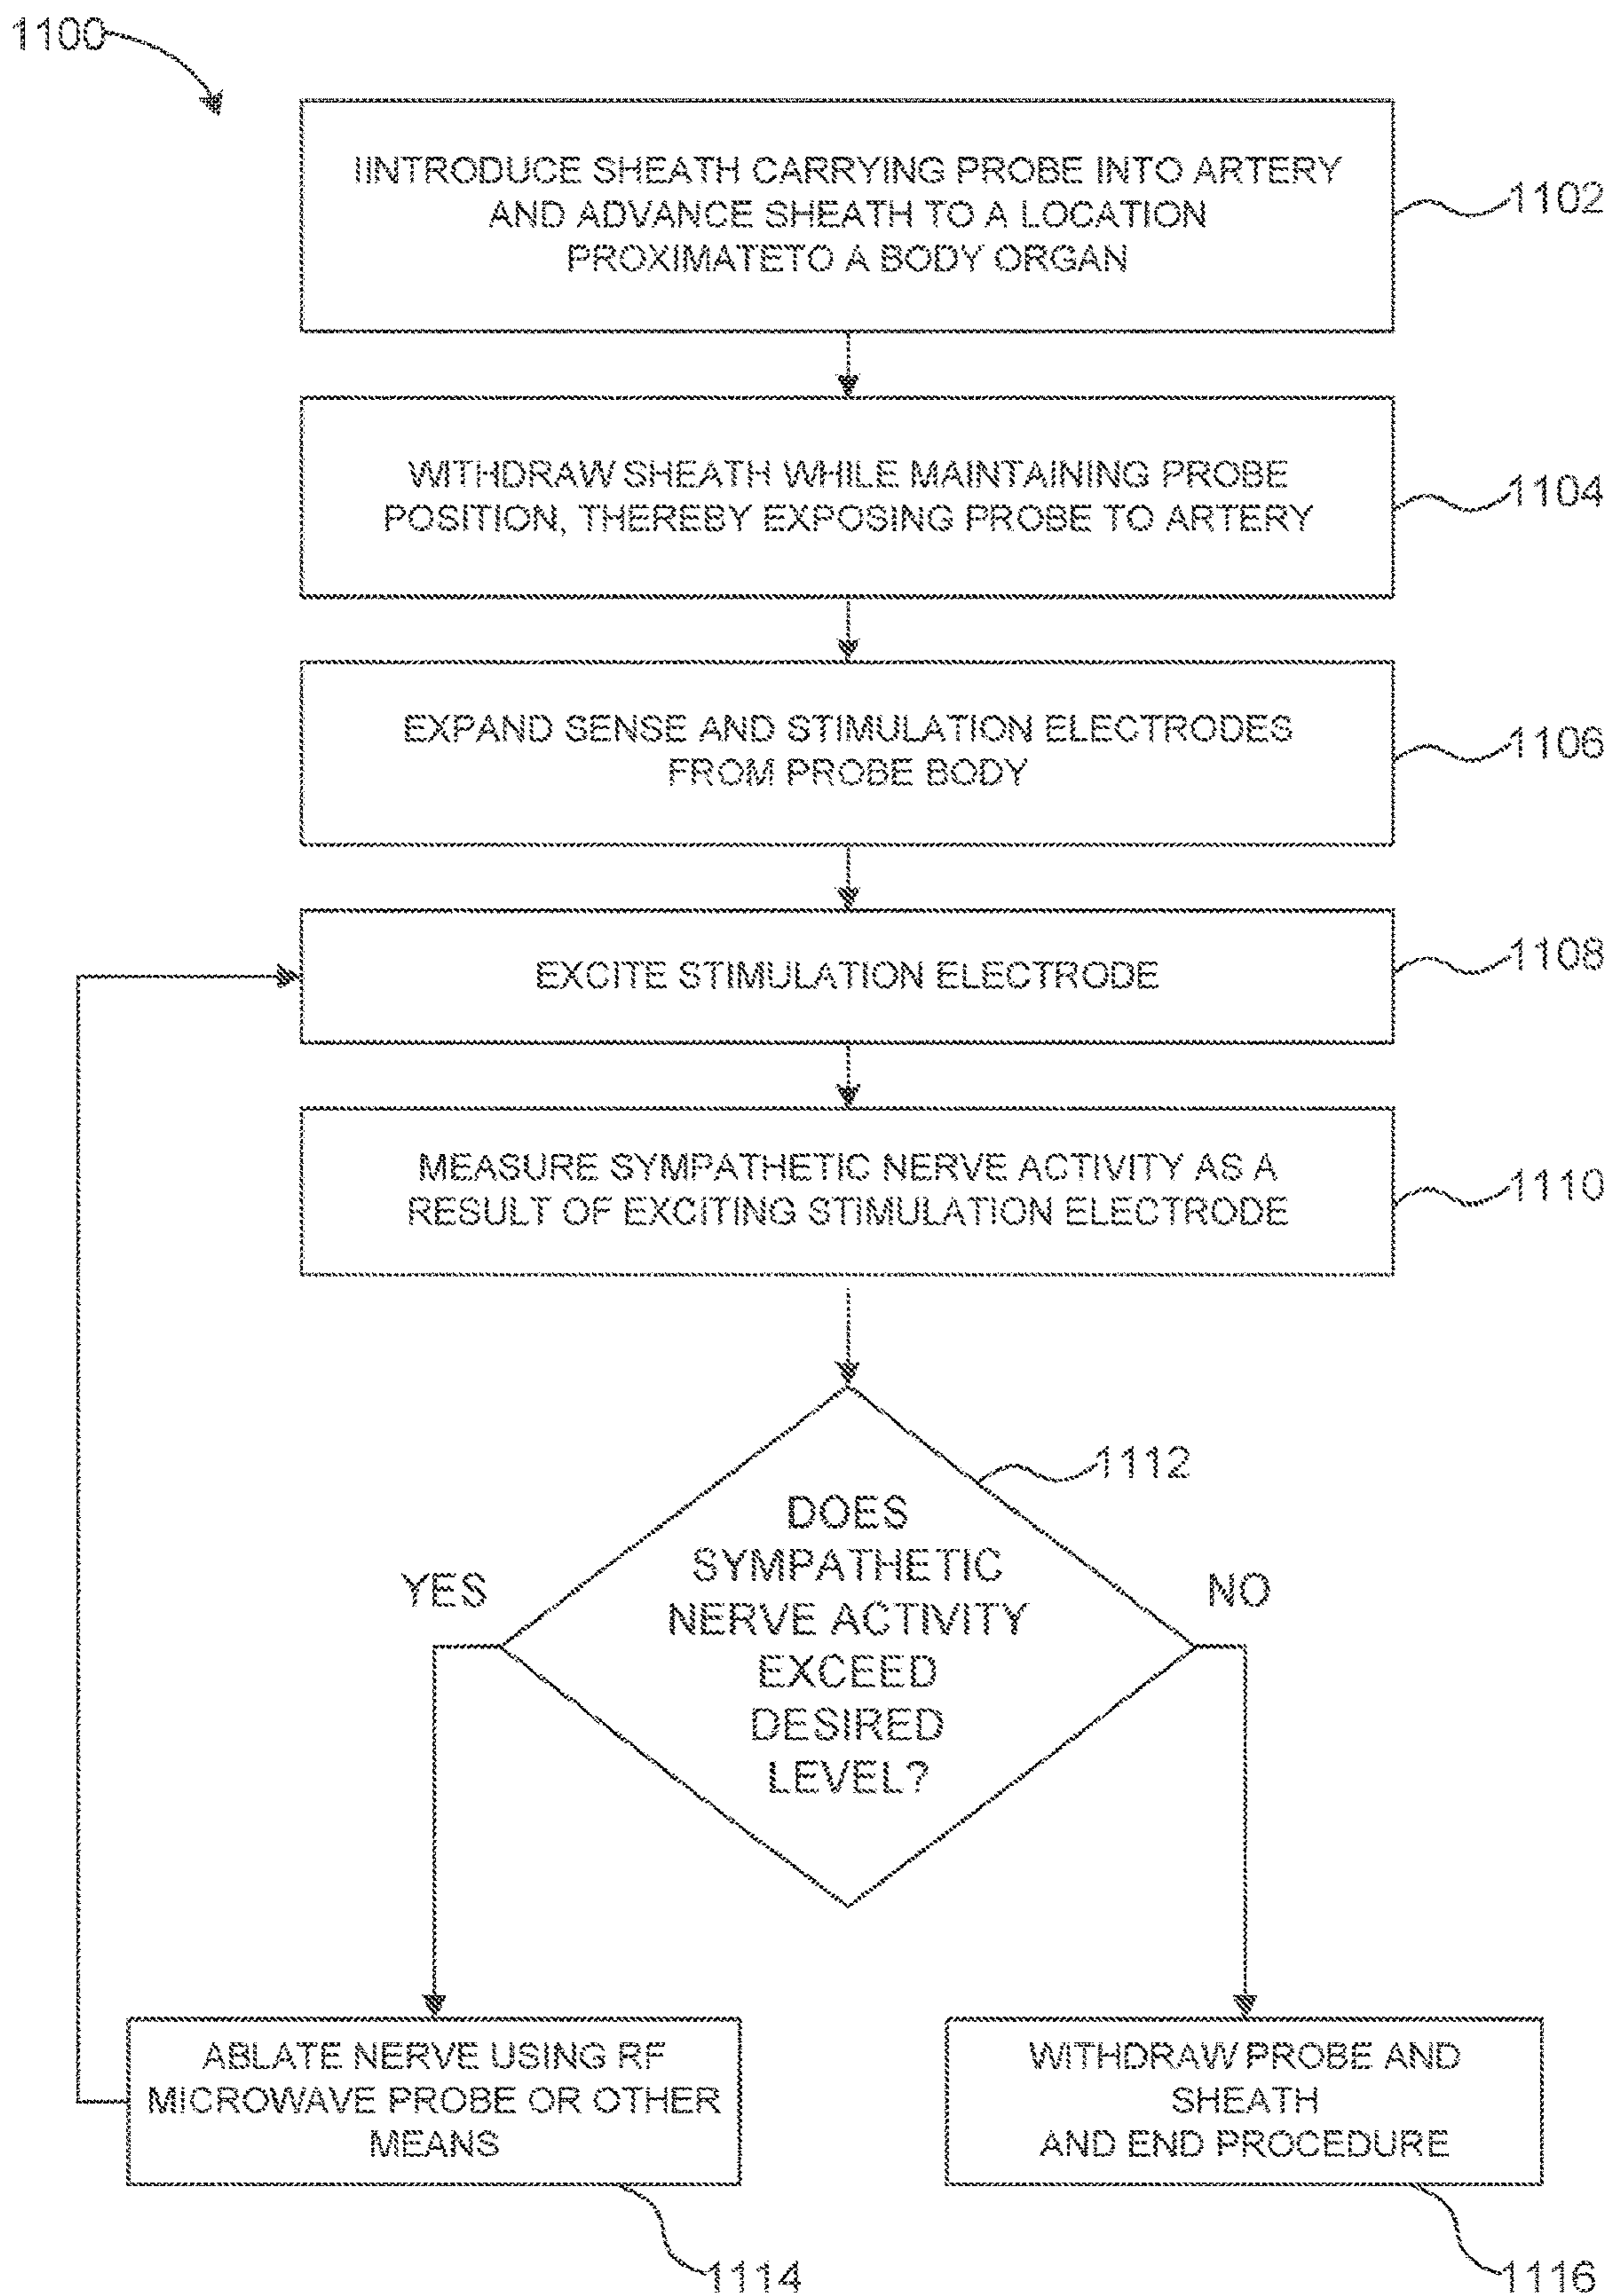 1100
IINTRODUCE SHEATH CARRYING PROBE INTO ARTERY
AND ADVANCE SHEATH TO A LOCATION
PROXIMATETO A BODY ORGAN
1102
WITHDRAW SHEATH WHILE MAINTAINING PROBE
POSITION, THEREBY EXPOSING PROBE TO ARTERY
1104
EXPAND SENSE AND STIMULATION ELECTRODES
FROM PROBE BODY
1106
EXCITE STIMULATION ELECTRODE
1108
MEASURE SYMPATHETIC NERVE ACTIVITY AS A
RESULT OF EXCITING STIMULATION ELECTRODE
1110
1112
DOES
SYMPATHETIC
NERVE ACTIVITY
EXCEED
DESIRED
LEVEL?
YES
NO
ABLATE NERVE USING RF
MICROWAVE PROBE OR OTHER
MEANS
1114
WITHDRAW PROBE AND
SHEATH
AND END PROCEDURE
1116